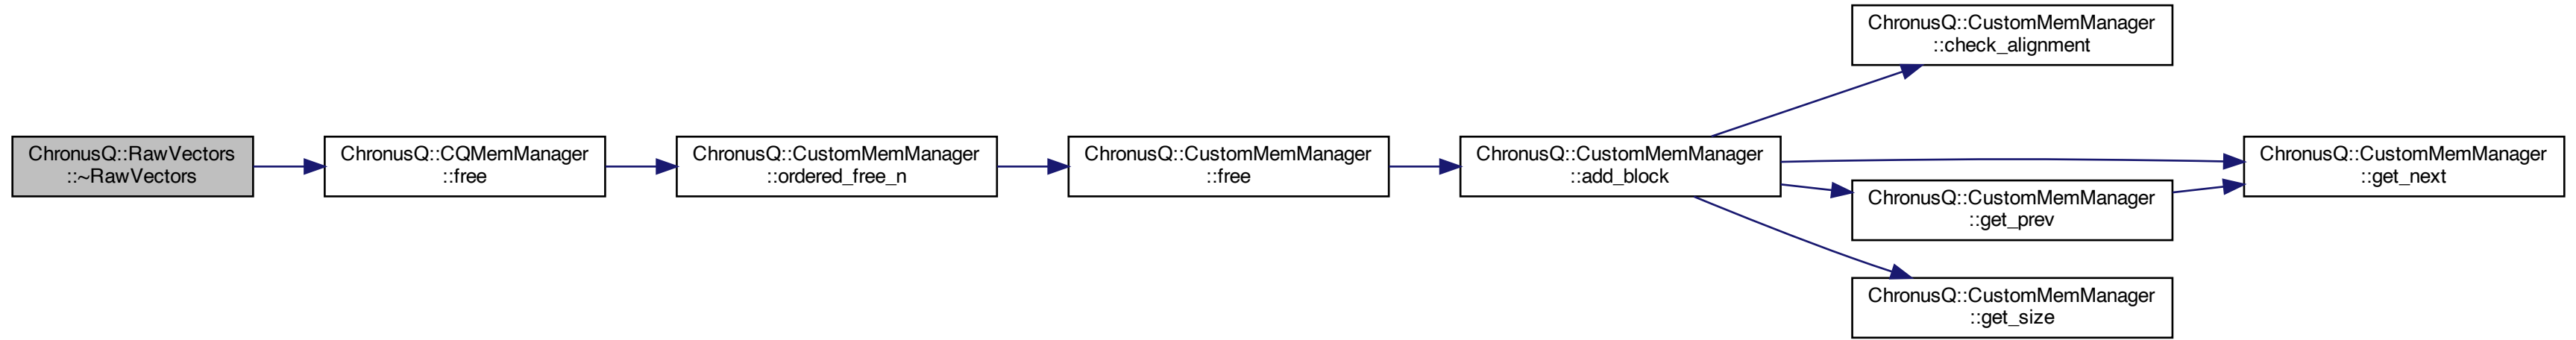 ChronusQ::RawVectors
::~RawVectors
ChronusQ::CQMemManager
::free
ChronusQ::CustomMemManager
::ordered_free_n
ChronusQ::CustomMemManager
::free
ChronusQ::CustomMemManager
::add_block
ChronusQ::CustomMemManager
::check_alignment
ChronusQ::CustomMemManager
::get_next
ChronusQ::CustomMemManager
::get_prev
ChronusQ::CustomMemManager
::get_size